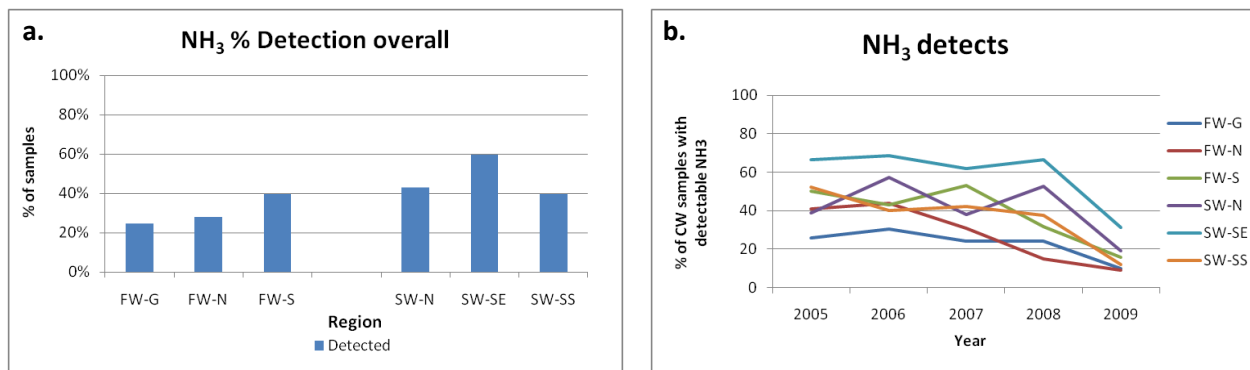 a.
NH3 % Detection overall
% of samples
100%
80%
60%
40%
20%
0%
FW-G FW-N FW-S SW-N SW-SE SW-SS
Region
Detected
b.
NH3 detects
% of CW samples with
detectable NH3
100
80
60
40
20
0
2005 2006 2007 2008 2009
Year
FW-G
FW-N
FW-S
SW-N
SW-SE
SW-SS